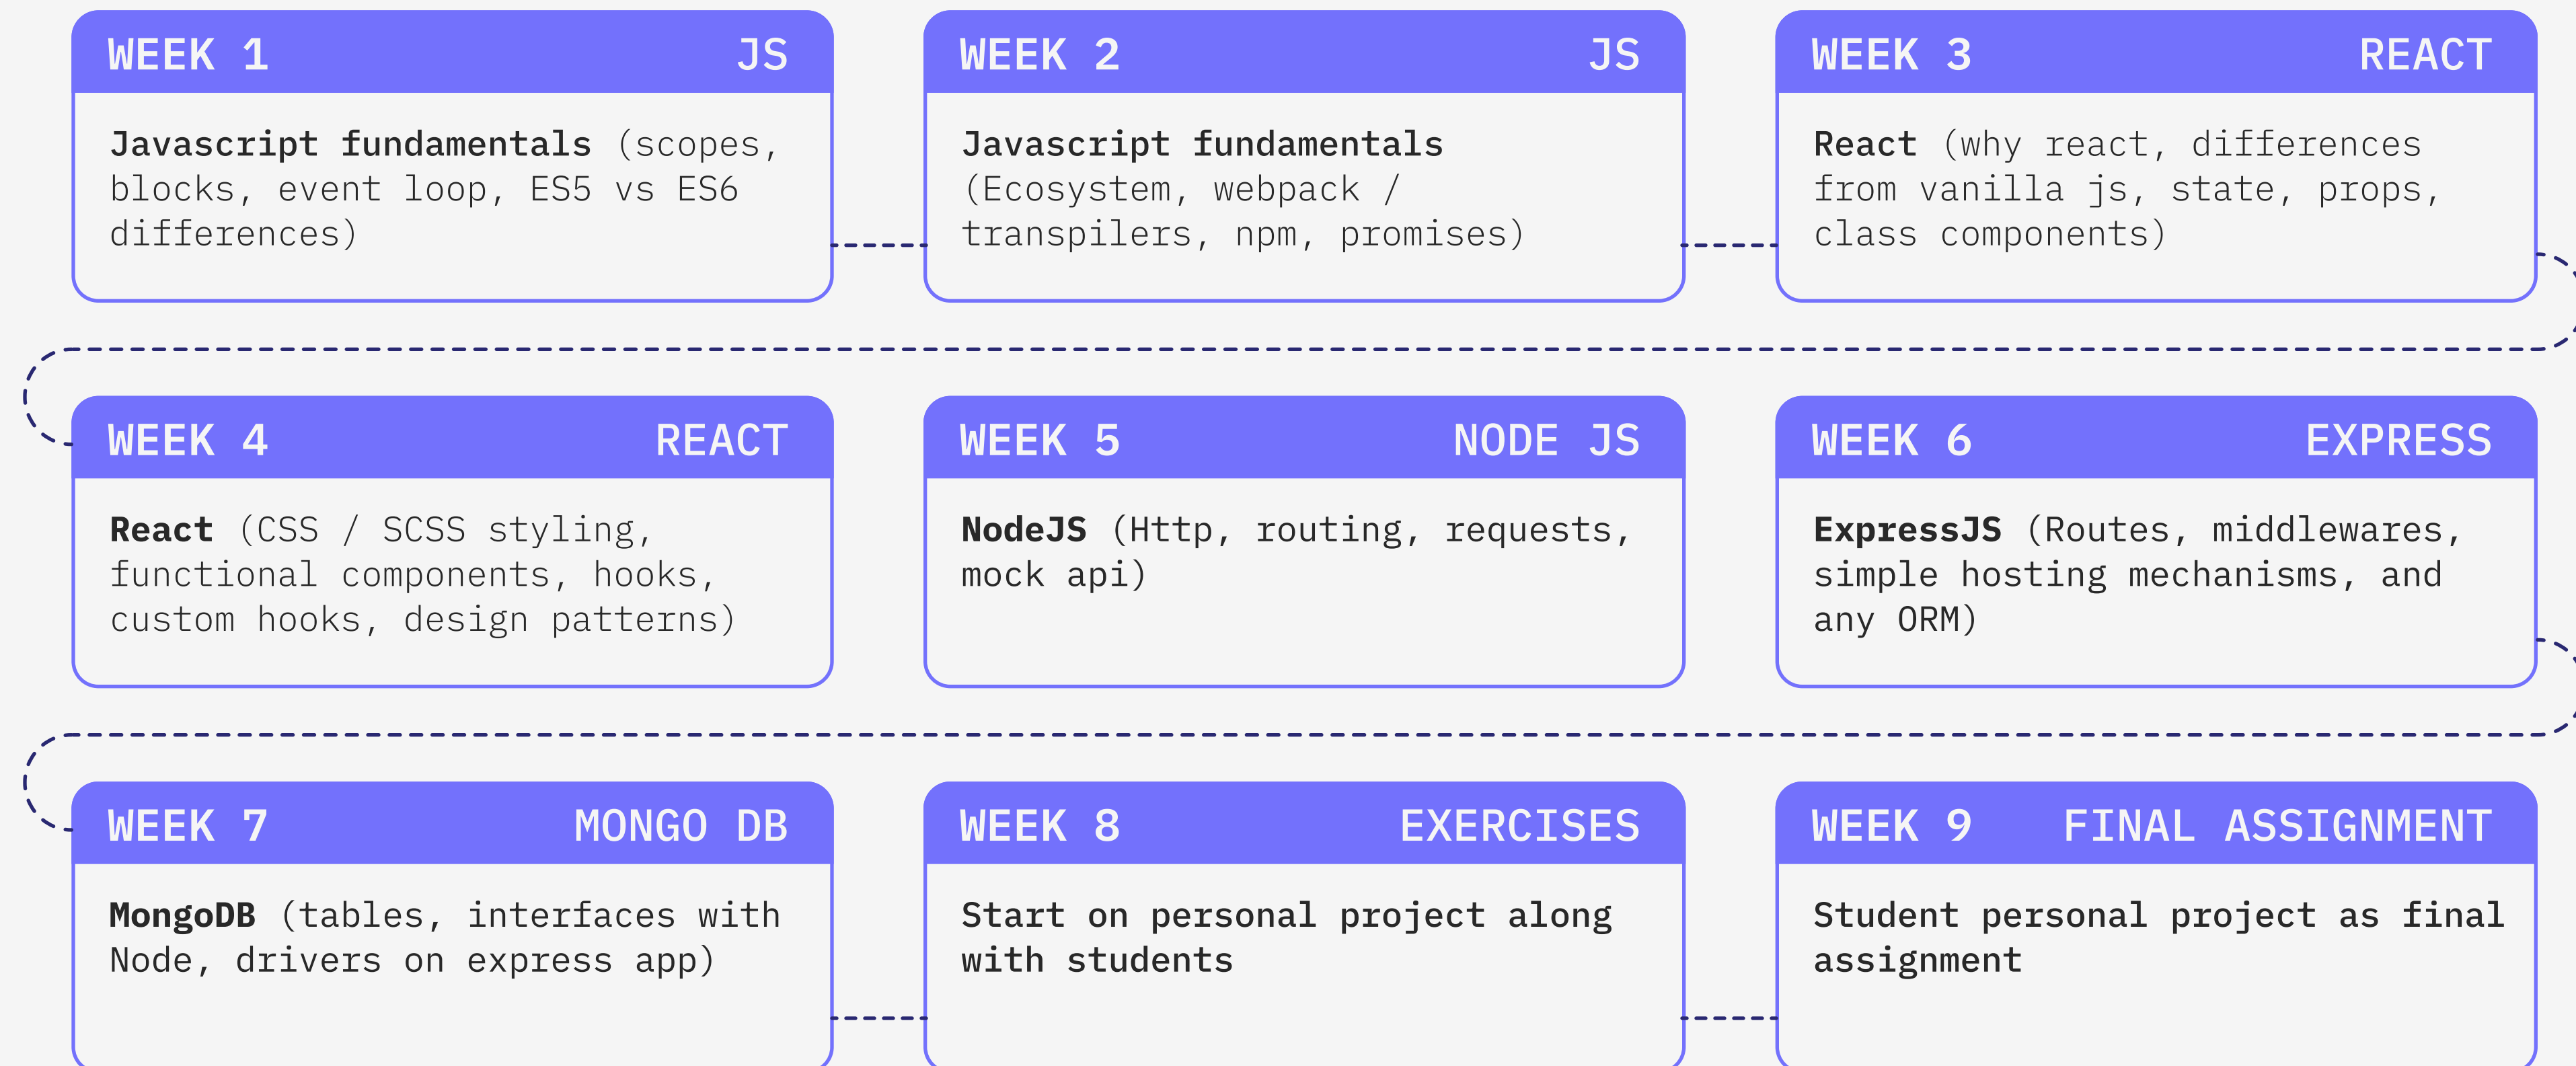 WEEK 1 JS
Javascript fundamentals (scopes,
blocks, event loop, ES5 vs ES6
differences)
WEEK 2 JS
Javascript fundamentals
(Ecosystem, webpack /
transpilers, npm, promises)
WEEK 3 REACT
React (why react, differences
from vanilla js, state, props,
class components)
WEEK 4 REACT
React (CSS / SCSS styling,
functional components, hooks,
custom hooks, design patterns)
WEEK 5 NODE JS
NodeJS (Http, routing, requests,
mock api)
WEEK 6 EXPRESS
ExpressJS (Routes, middlewares,
simple hosting mechanisms, and
any ORM)
WEEK 7 MONGO DB
MongoDB (tables, interfaces with
Node, drivers on express app)
WEEK 8 EXERCISES
Start on personal project along
with students
WEEK 9 FINAL ASSIGNMENT
Student personal project as final
assignment